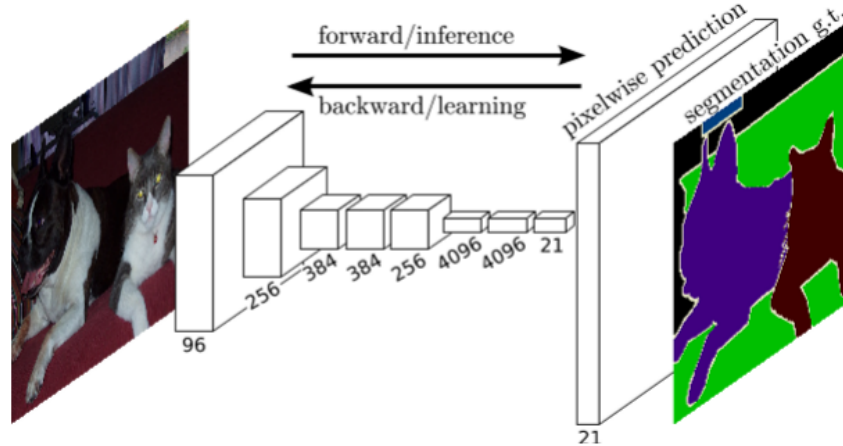 forward/inference
backward/learning
pixelwise prediction
segmentation g.t.
96
256
384
384
256
4096
4096
21
21